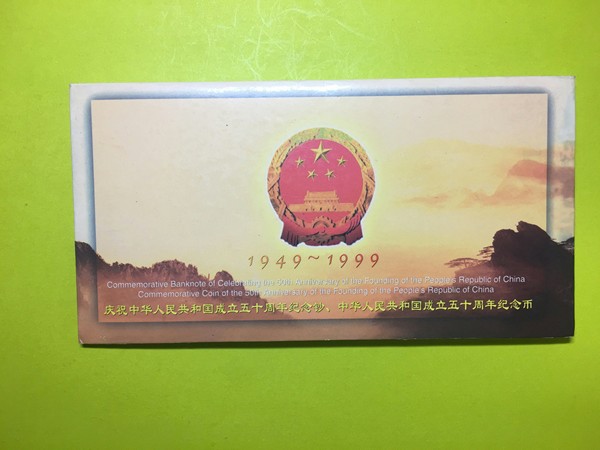 1949~1999
Commemorative Banknote of Celebrating the 50th Anniversary of the Founding of the People's Republic of China
Commemorative Coin of the 50th Anniversary of the Founding of the People's Republic of China
庆祝中华人民共和国成立五十周年纪念钞、中华人民共和国成立五十周年纪念币